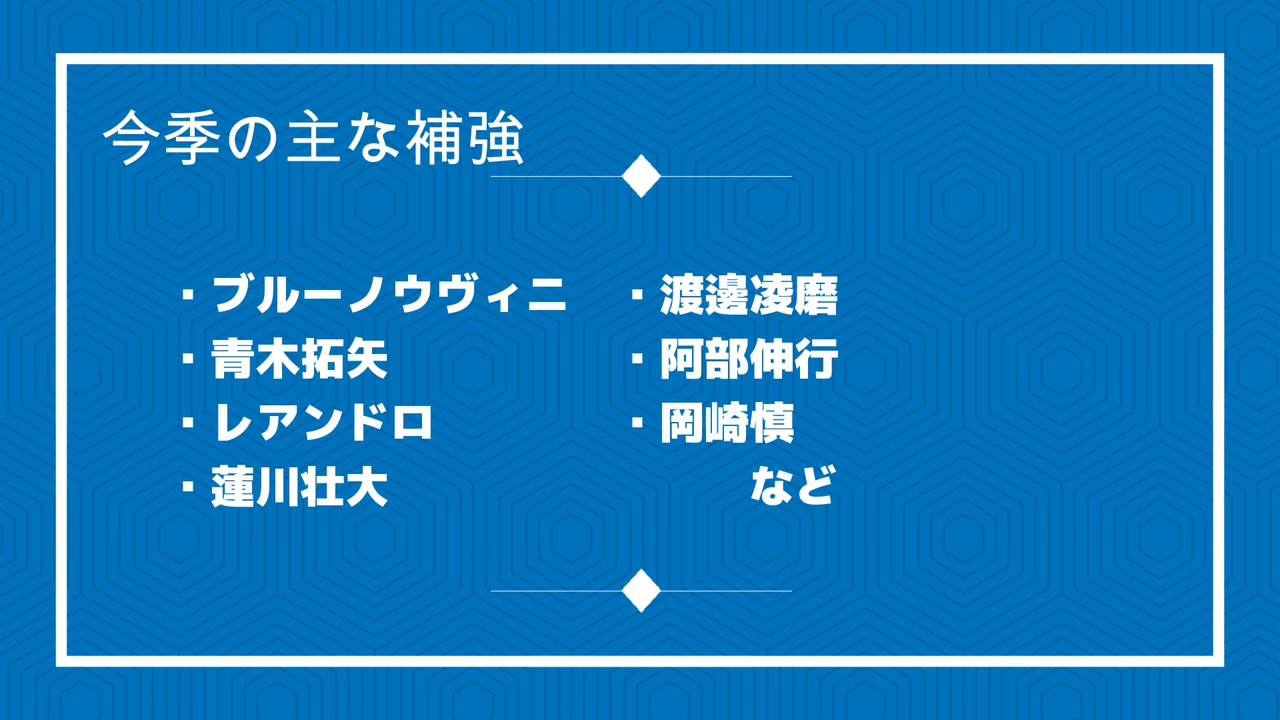 今季の主な補強
・ブルーノウヴィニ
・青木拓矢
・レアンドロ
・蓮川壮大
・渡邊凌磨
・阿部伸行
・岡崎慎
など